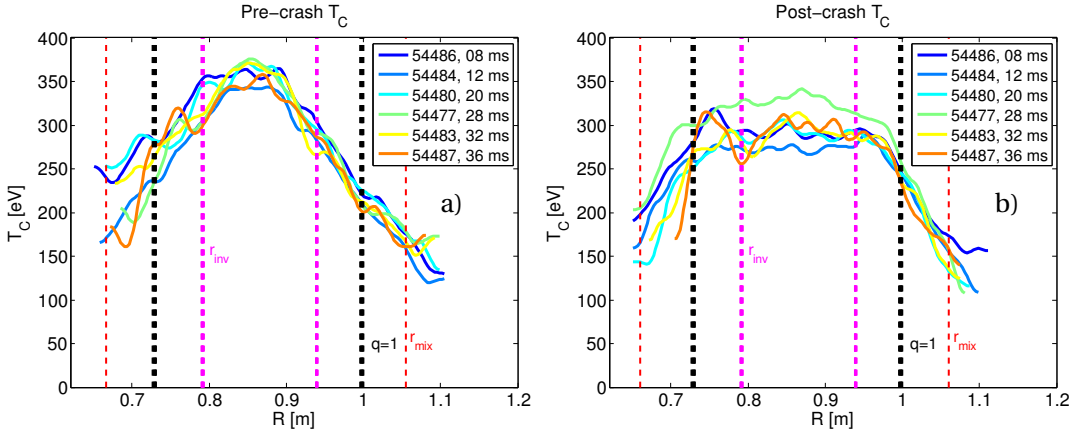 Pre−crash T_C
400
350
300
250
200
150
100
50
0
T_C [eV]
0.7
0.8
0.9
1
1.1
1.2
R [m]
54486, 08 ms
54484, 12 ms
54480, 20 ms
54477, 28 ms
54483, 32 ms
54487, 36 ms
a)
r_inv
q=1
r_mix
Post−crash T_C
400
350
300
250
200
150
100
50
0
T_C [eV]
0.7
0.8
0.9
1
1.1
1.2
R [m]
54486, 08 ms
54484, 12 ms
54480, 20 ms
54477, 28 ms
54483, 32 ms
54487, 36 ms
b)
r_inv
q=1
r_mix